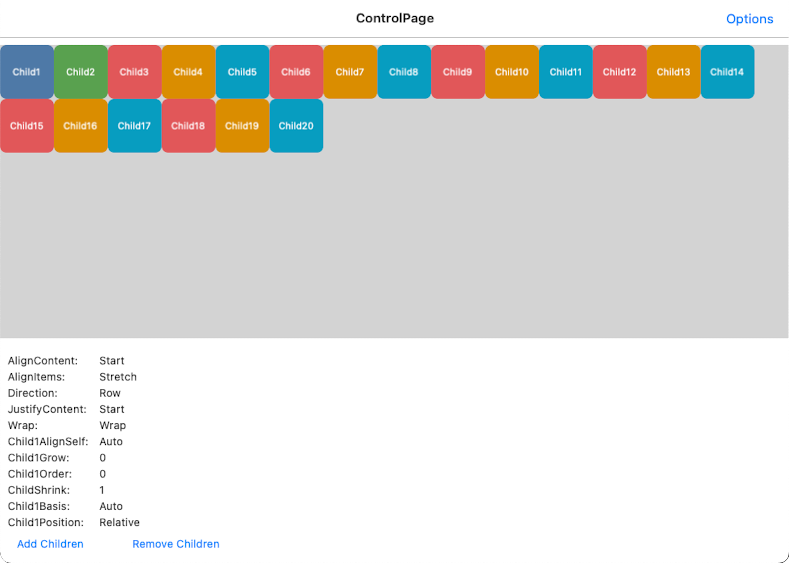 ControlPage Options
Child1 Child2 Child3 Child4 Child5 Child6 Child7 Child8 Child9 Child10 Child11 Child12 Child13 Child14
Child15 Child16 Child17 Child18 Child19 Child20
AlignContent: Start
AlignItems: Stretch
Direction: Row
JustifyContent: Start
Wrap: Wrap
Child1AlignSelf: Auto
Child1Grow: 0
Child1Order: 0
ChildShrink: 1
Child1Basis: Auto
Child1Position: Relative
Add Children Remove Children